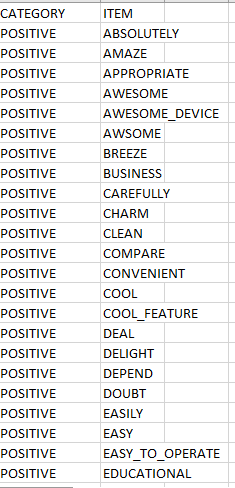 CATEGORY ITEM
POSITIVE ABSOLUTELY
POSITIVE AMAZE
POSITIVE APPROPRIATE
POSITIVE AWESOME
POSITIVE AWESOME_DEVICE
POSITIVE AWSOME
POSITIVE BREEZE
POSITIVE BUSINESS
POSITIVE CAREFULLY
POSITIVE CHARM
POSITIVE CLEAN
POSITIVE COMPARE
POSITIVE CONVENIENT
POSITIVE COOL
POSITIVE COOL_FEATURE
POSITIVE DEAL
POSITIVE DELIGHT
POSITIVE DEPEND
POSITIVE DOUBT
POSITIVE EASILY
POSITIVE EASY
POSITIVE EASY_TO_OPERATE
POSITIVE EDUCATIONAL